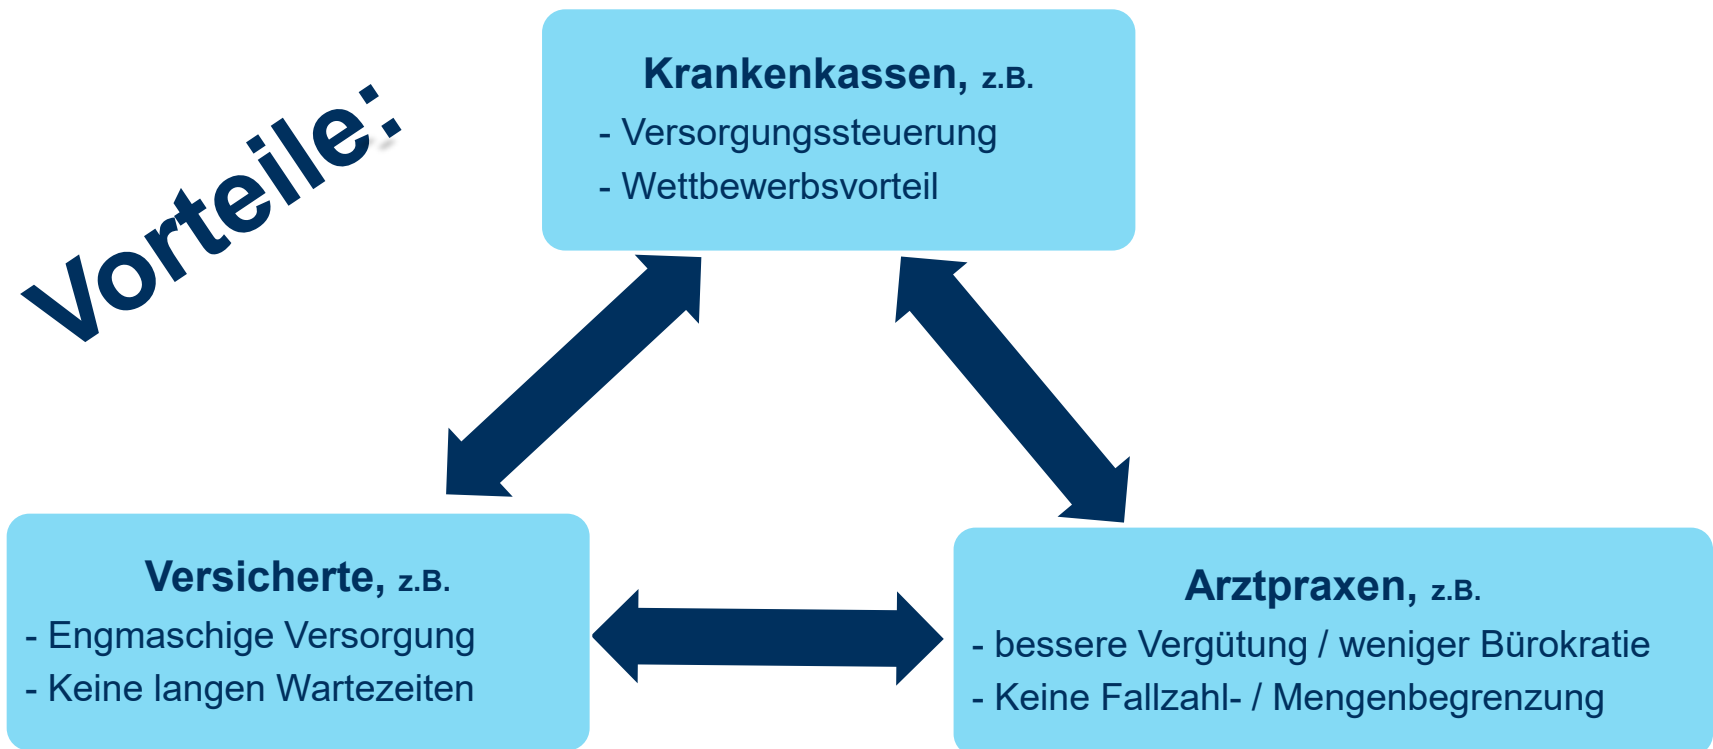 Vorteile:
Krankenkassen, z.B.
- Versorgungssteuerung
- Wettbewerbsvorteil
Versicherte, z.B.
- Engmaschige Versorgung
- Keine langen Wartezeiten
Arztpraxen, z.B.
- bessere Vergütung / weniger Bürokratie
- Keine Fallzahl- / Mengenbegrenzung